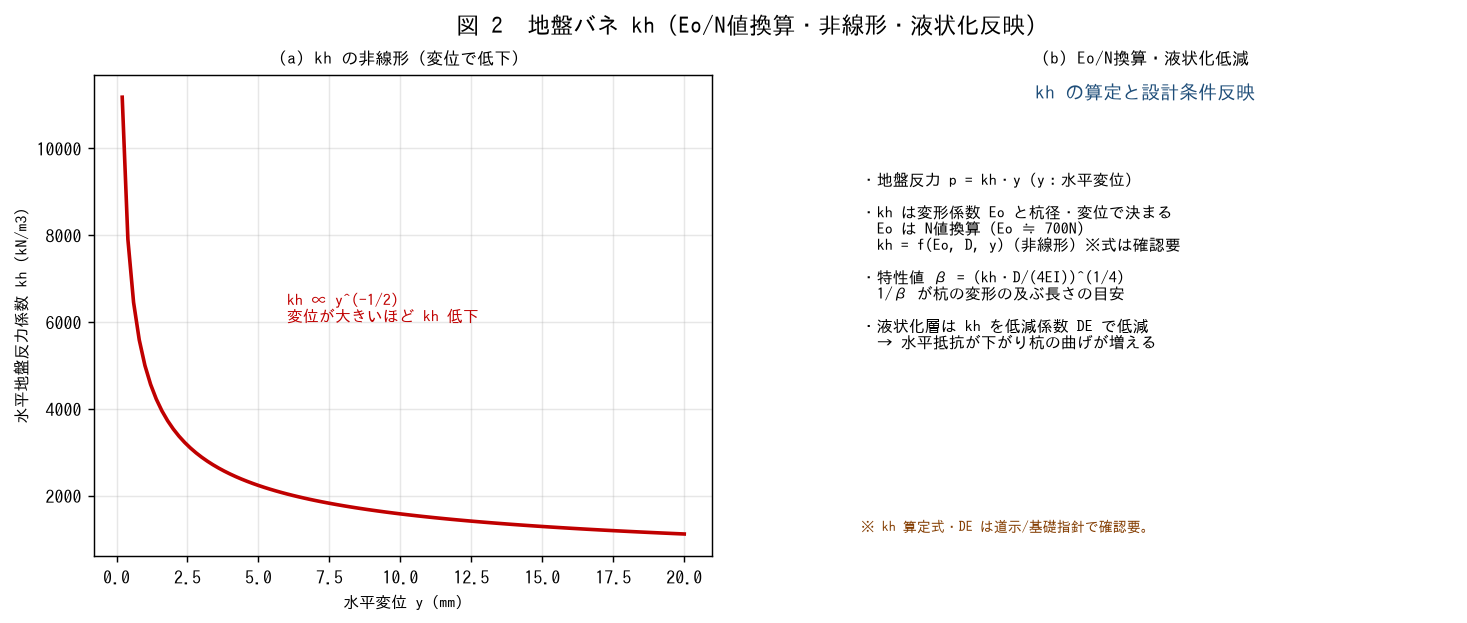 図 2　地盤バネ kh (Eo/N値換算・非線形・液状化反映)
(a) kh の非線形 (変位で低下)
10000
8000
6000
4000
2000
水平地盤反力係数 kh (kN/m3)
kh ∝ y^(-1/2)
変位が大きいほど kh 低下
0.0 2.5 5.0 7.5 10.0 12.5 15.0 17.5 20.0
水平変位 y (mm)
(b) Eo/N換算・液状化低減
kh の算定と設計条件反映
・地盤反力 p = kh・y (y：水平変位)
・kh は変形係数 Eo と杭径・変位で決まる
Eo は N値換算 (Eo ≒ 700N)
kh = f(Eo, D, y) (非線形) ※式は確認要
・特性値 β = (kh・D/(4EI))^(1/4)
1/β が杭の変形の及ぶ長さの目安
・液状化層は kh を低減係数 DE で低減
→ 水平抵抗が下がり杭の曲げが増える
※ kh 算定式・DE は道示/基礎指針で確認要。